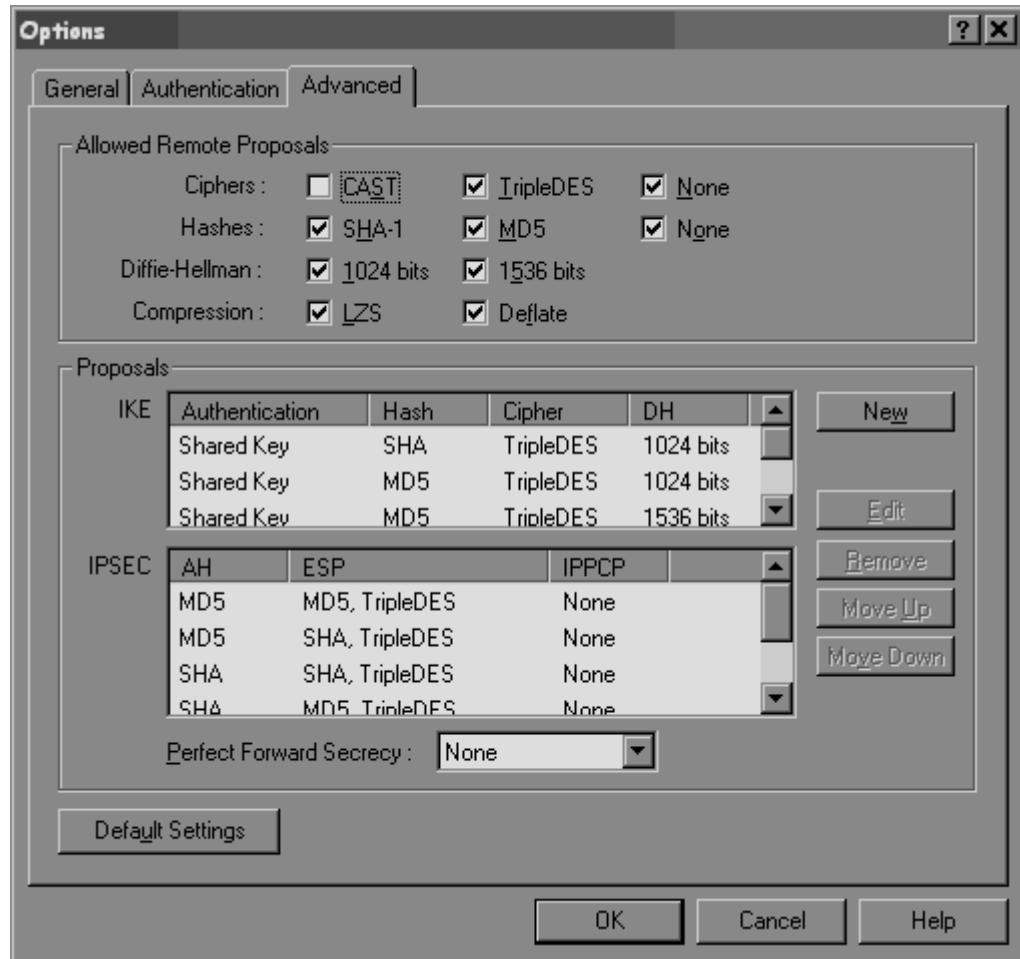 Options
General Authentication Advanced
Allowed Remote Proposals
Ciphers : CAST TripleDES None
Hashes : SHA-1 MD5 None
Diffie-Hellman : 1024 bits 1536 bits
Compression : LZS Deflate
Proposals
IKE Authentication Hash Cipher DH New
Shared Key SHA TripleDES 1024 bits
Shared Key MD5 TripleDES 1024 bits
Shared Key MD5 TripleDES 1536 bits Edit
IPSEC AH ESP IPPCP Remove
MD5 MD5, TripleDES None Move Up
MD5 SHA, TripleDES None Move Down
SHA SHA, TripleDES None
SHA MD5, TripleDES None
Perfect Forward Secrecy : None
Default Settings
OK Cancel Help